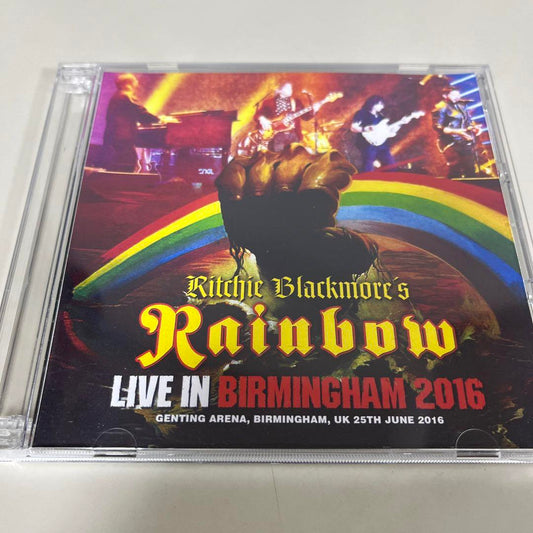 Ritchie Blackmore's
Rainbow
LIVE IN BIRMINGHAM 2016
GENTING ARENA, BIRMINGHAM, UK 25TH JUNE 2016